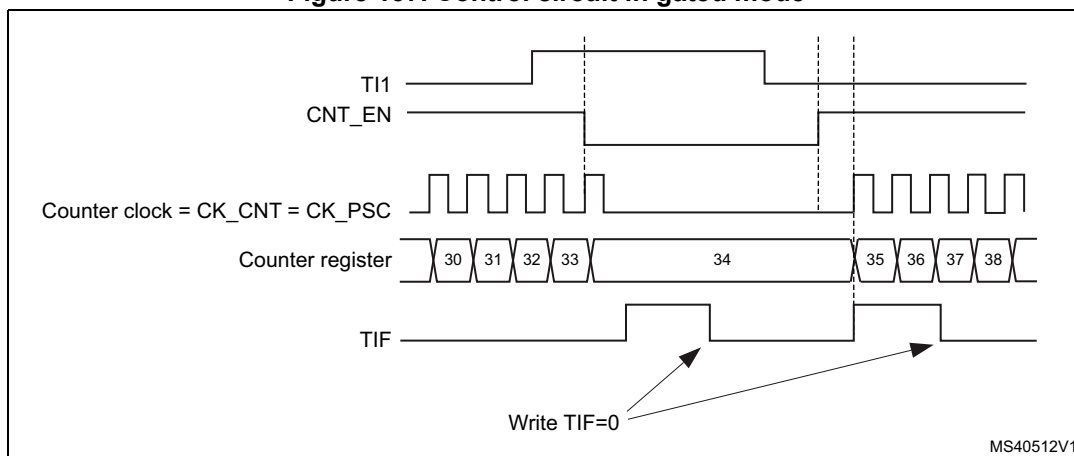 Figure Control circuit in gated mode
TI1
CNT_EN
Counter clock = CK_CNT = CK_PSC
Counter register
30 31 32 33 34 35 36 37 38
TIF
Write TIF=0
MS40512V1